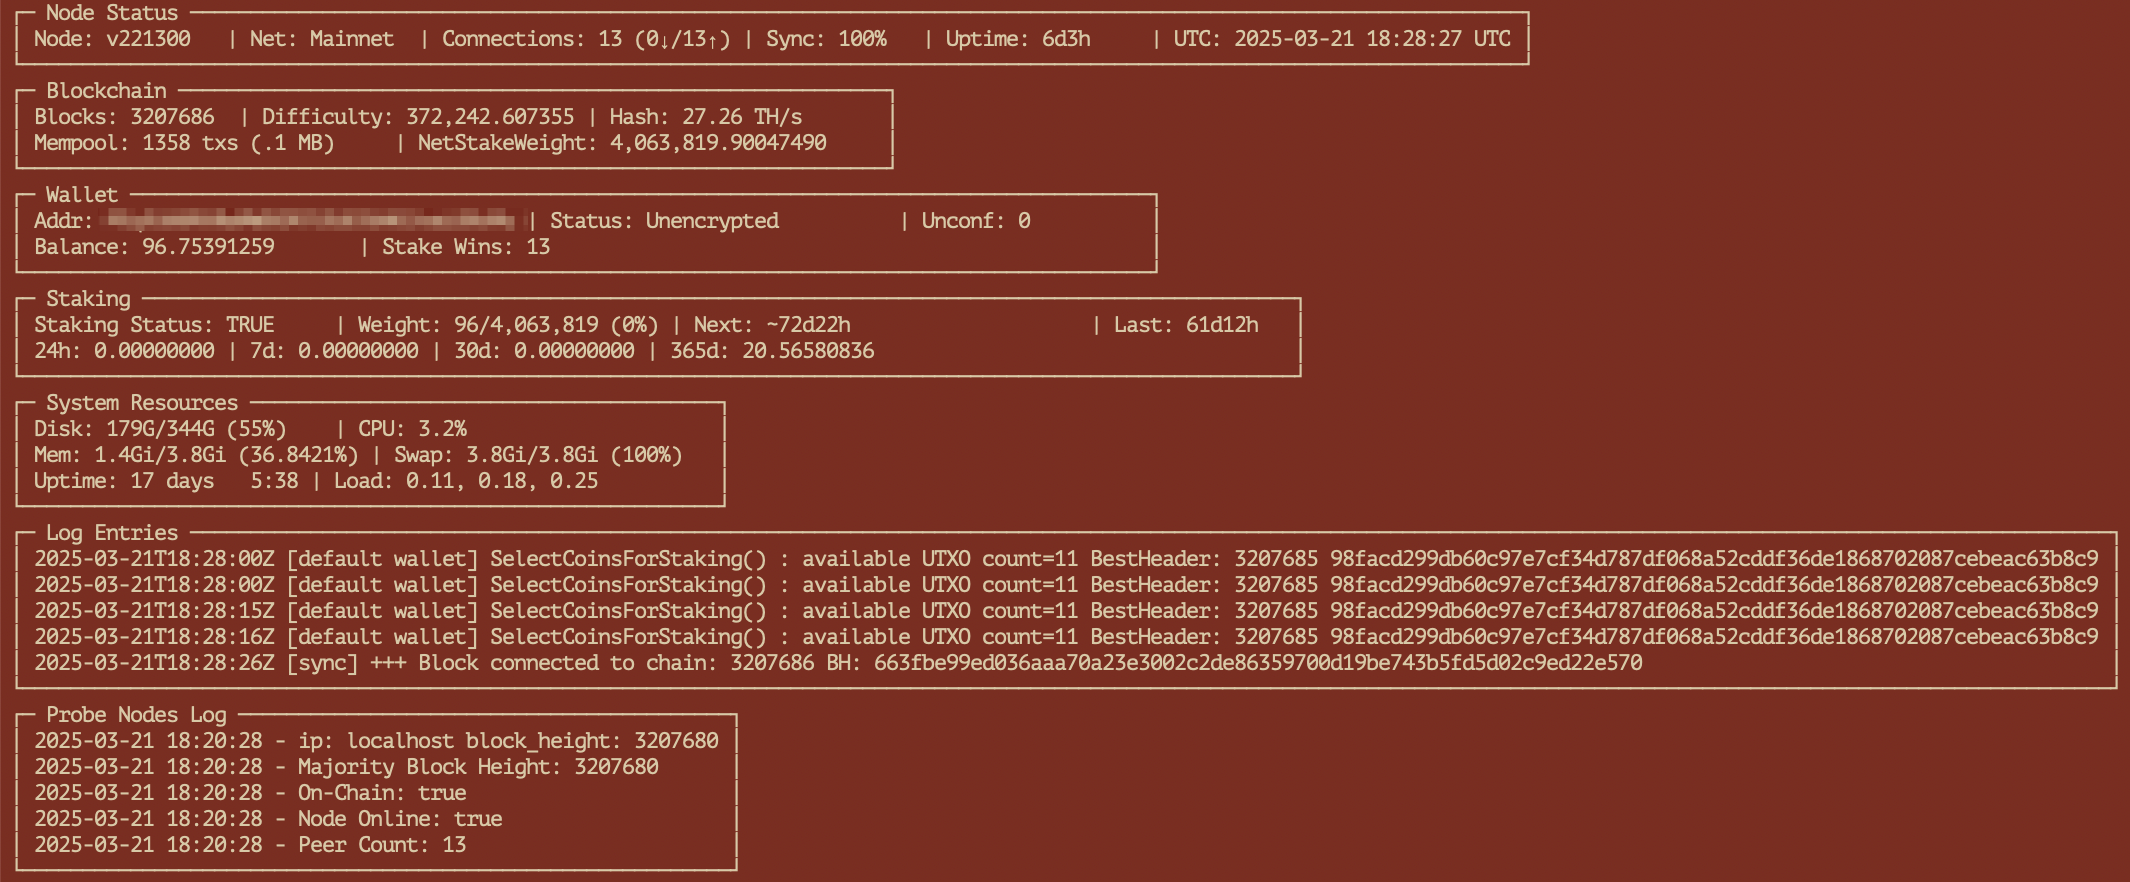 Node Status
Node: v221300 | Net: Mainnet | Connections: 13 (0↓/13↑) | Sync: 100% | Uptime: 6d3h | UTC: 2025-03-21 18:28:27 UTC
Blockchain
Blocks: 3207686 | Difficulty: 372,242.607355 | Hash: 27.26 TH/s
Mempool: 1358 txs (.1 MB) | NetStakeWeight: 4,063,819.90047490
Wallet
Addr: | Status: Unencrypted | Unconf: 0
Balance: 96.75391259 | Stake Wins: 13
Staking
Staking Status: TRUE | Weight: 96/4,063,819 (0%) | Next: ~72d22h | Last: 61d12h
24h: 0.00000000 | 7d: 0.00000000 | 30d: 0.00000000 | 365d: 20.56580836
System Resources
Disk: 179G/344G (55%) | CPU: 3.2%
Mem: 1.4Gi/3.8Gi (36.8421%) | Swap: 3.8Gi/3.8Gi (100%)
Uptime: 17 days 5:38 | Load: 0.11, 0.18, 0.25
Log Entries
2025-03-21T18:28:00Z [default wallet] SelectCoinsForStaking() : available UTXO count=11 BestHeader: 3207685 98facd299db60c97e7cf34d787df068a52cddf36de1868702087cebeac63b8c9
2025-03-21T18:28:00Z [default wallet] SelectCoinsForStaking() : available UTXO count=11 BestHeader: 3207685 98facd299db60c97e7cf34d787df068a52cddf36de1868702087cebeac63b8c9
2025-03-21T18:28:15Z [default wallet] SelectCoinsForStaking() : available UTXO count=11 BestHeader: 3207685 98facd299db60c97e7cf34d787df068a52cddf36de1868702087cebeac63b8c9
2025-03-21T18:28:16Z [default wallet] SelectCoinsForStaking() : available UTXO count=11 BestHeader: 3207685 98facd299db60c97e7cf34d787df068a52cddf36de1868702087cebeac63b8c9
2025-03-21T18:28:26Z [sync] +++ Block connected to chain: 3207686 BH: 663fbe99ed036aaa70a23e3002c2de86359700d19be743b5fd5d02c9ed22e570
Probe Nodes Log
2025-03-21 18:20:28 - ip: localhost block_height: 3207680
2025-03-21 18:20:28 - Majority Block Height: 3207680
2025-03-21 18:20:28 - On-Chain: true
2025-03-21 18:20:28 - Node Online: true
2025-03-21 18:20:28 - Peer Count: 13